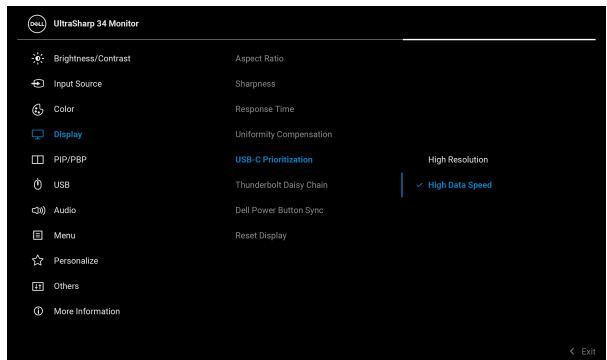 DELL UltraSharp 34 Monitor
Brightness/Contrast
Input Source
Color
Display
PIP/PBP
USB
Audio
Menu
Personalize
Others
More Information
Aspect Ratio
Sharpness
Response Time
Uniformity Compensation
USB-C Prioritization
Thunderbolt Daisy Chain
Dell Power Button Sync
Reset Display
High Resolution
High Data Speed
Exit